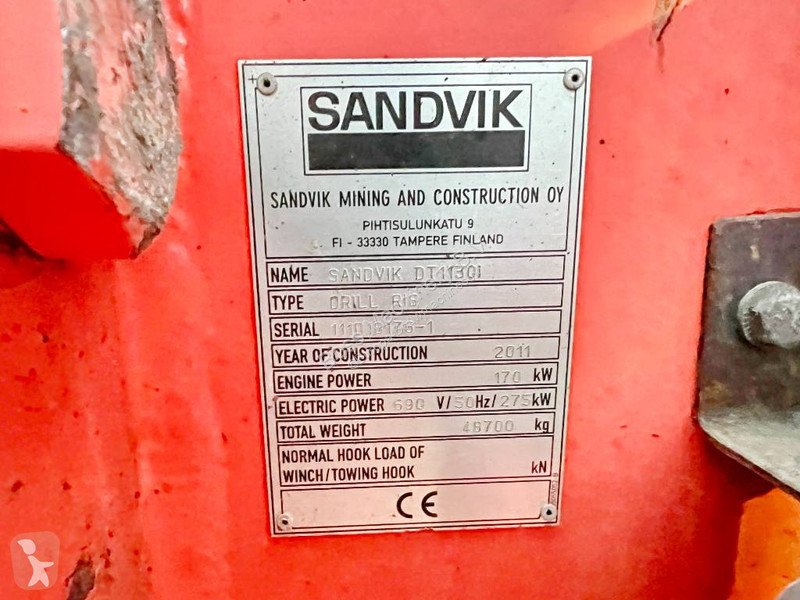 SANDVIK
SANDVIK MINING AND CONSTRUCTION OY
PIHTISULUNKATU 9
FI - 33330 TAMPERE FINLAND
NAME SANDVIK DT1130I
TYPE DRILL RIG
SERIAL
YEAR OF CONSTRUCTION 2011
ENGINE POWER 170 kW
ELECTRIC POWER 690 V/50Hz/275kW
TOTAL WEIGHT 46700 kg
NORMAL HOOK LOAD OF
WINCH/TOWING HOOK kN
CE